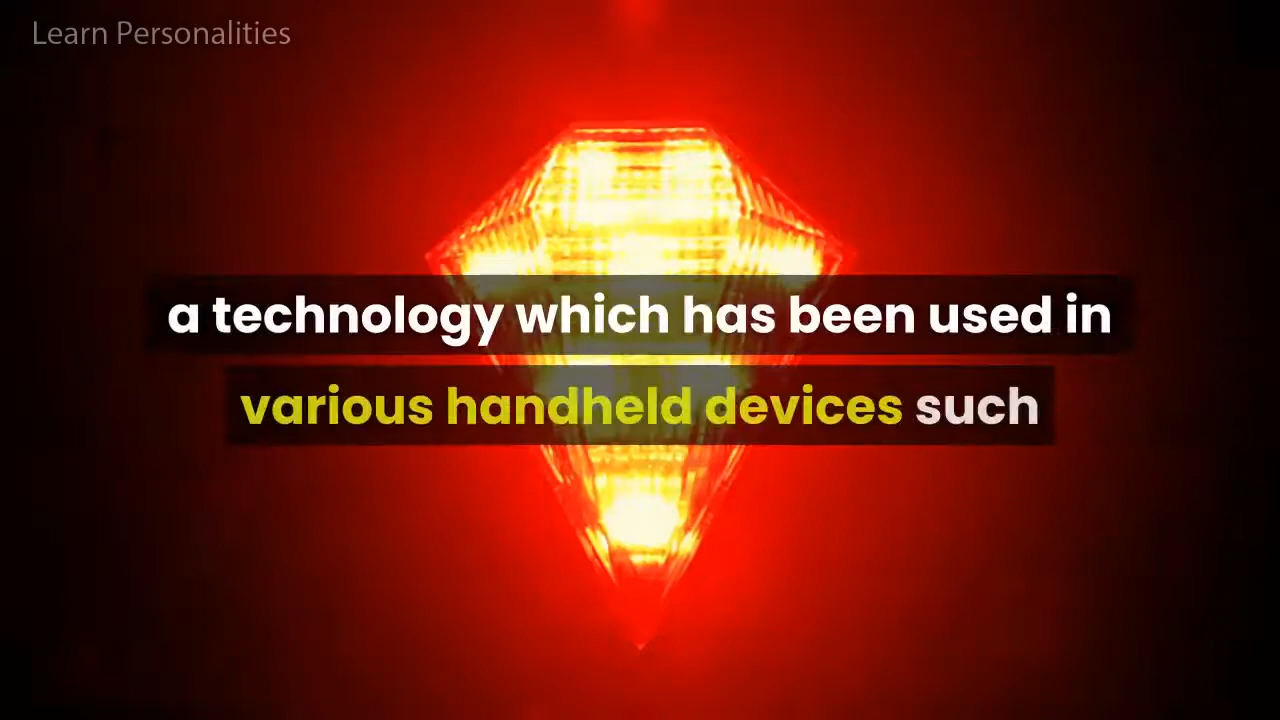 Learn Personalities
a technology which has been used in
various handheld devices such